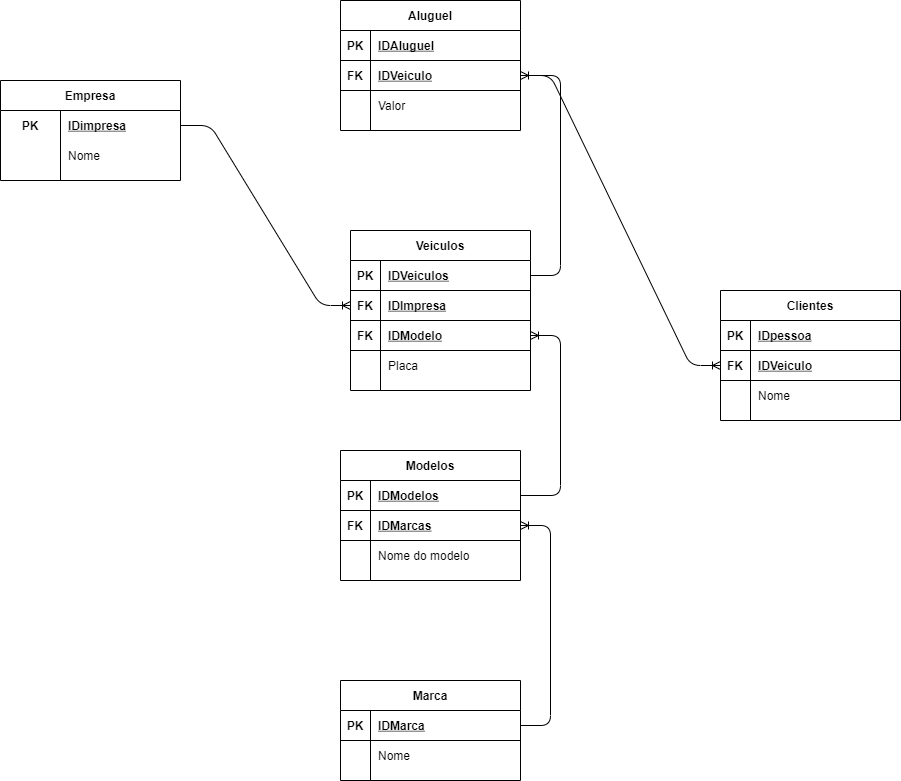 Aluguel
PK IDAluguel
FK IDVeiculo
Valor
Empresa
PK IDimpresa
Nome
Veiculos
PK IDVeiculos
FK IDImpresa
FK IDModelo
Placa
Clientes
PK IDpessoa
FK IDVeiculo
Nome
Modelos
PK IDModelos
FK IDMarcas
Nome do modelo
Marca
PK IDMarca
Nome